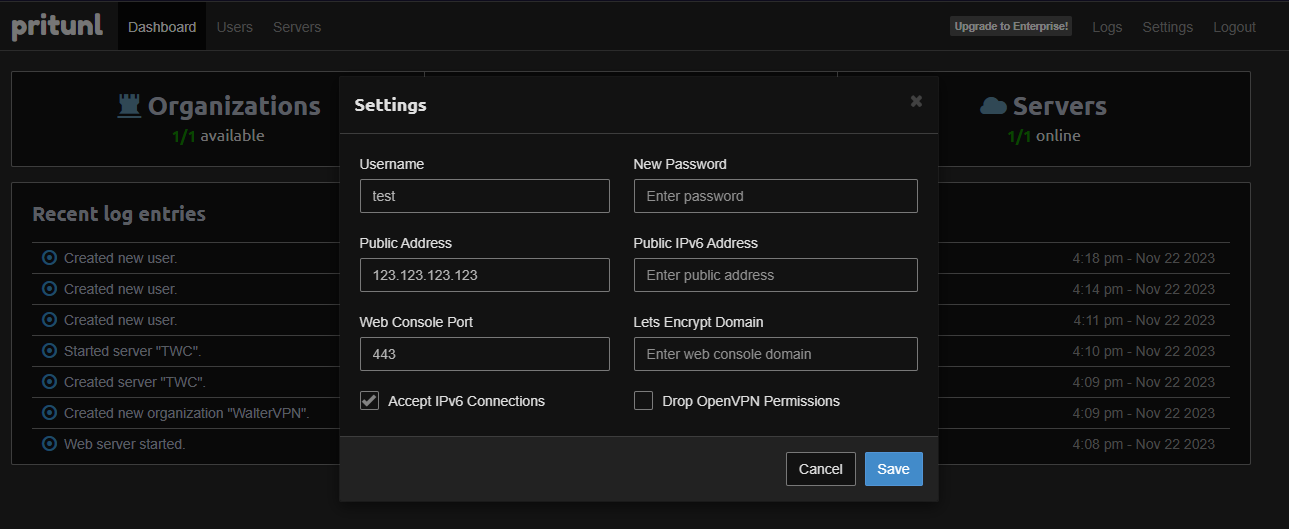 pritunl Dashboard Users Servers Upgrade to Enterprise! Logs Settings Logout
Organizations
1/1 available
Servers
1/1 online
Settings
Username
test
New Password
Enter password
Public Address
123.123.123.123
Public IPv6 Address
Enter public address
Web Console Port
443
Lets Encrypt Domain
Enter web console domain
Accept IPv6 Connections
Drop OpenVPN Permissions
Cancel Save
Recent log entries
Created new user. 4:18 pm - Nov 22 2023
Created new user. 4:14 pm - Nov 22 2023
Created new user. 4:11 pm - Nov 22 2023
Started server "TWC". 4:10 pm - Nov 22 2023
Created server "TWC". 4:09 pm - Nov 22 2023
Created new organization "WalterVPN". 4:09 pm - Nov 22 2023
Web server started. 4:08 pm - Nov 22 2023